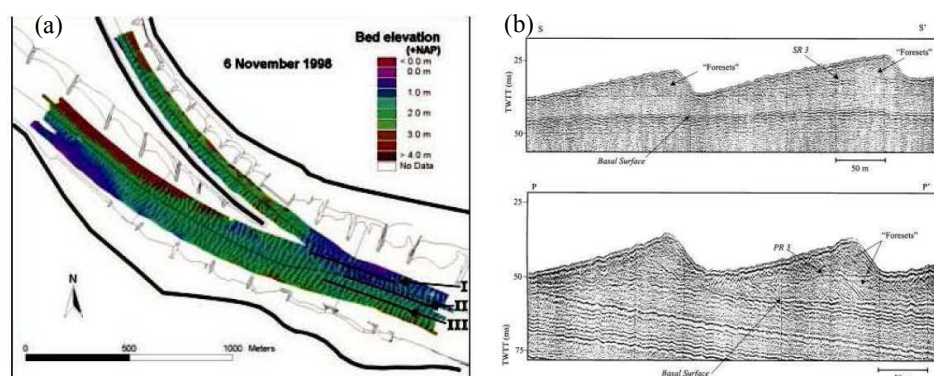 (a)
6 November 1998
Bed elevation
(+NAP)
< 0.0 m
0.0 m
1.0 m
2.0 m
3.0 m
> 4.0 m
No Data
N
I
II
III
0 500 1000 Meters
(b)
S S'
SR 3
"Foresets"
"Foresets"
25
TWTT (ms)
50
Basal Surface
50 m
P P'
25
PR 3
"Foresets"
50
TWTT (ms)
75
Basal Surface